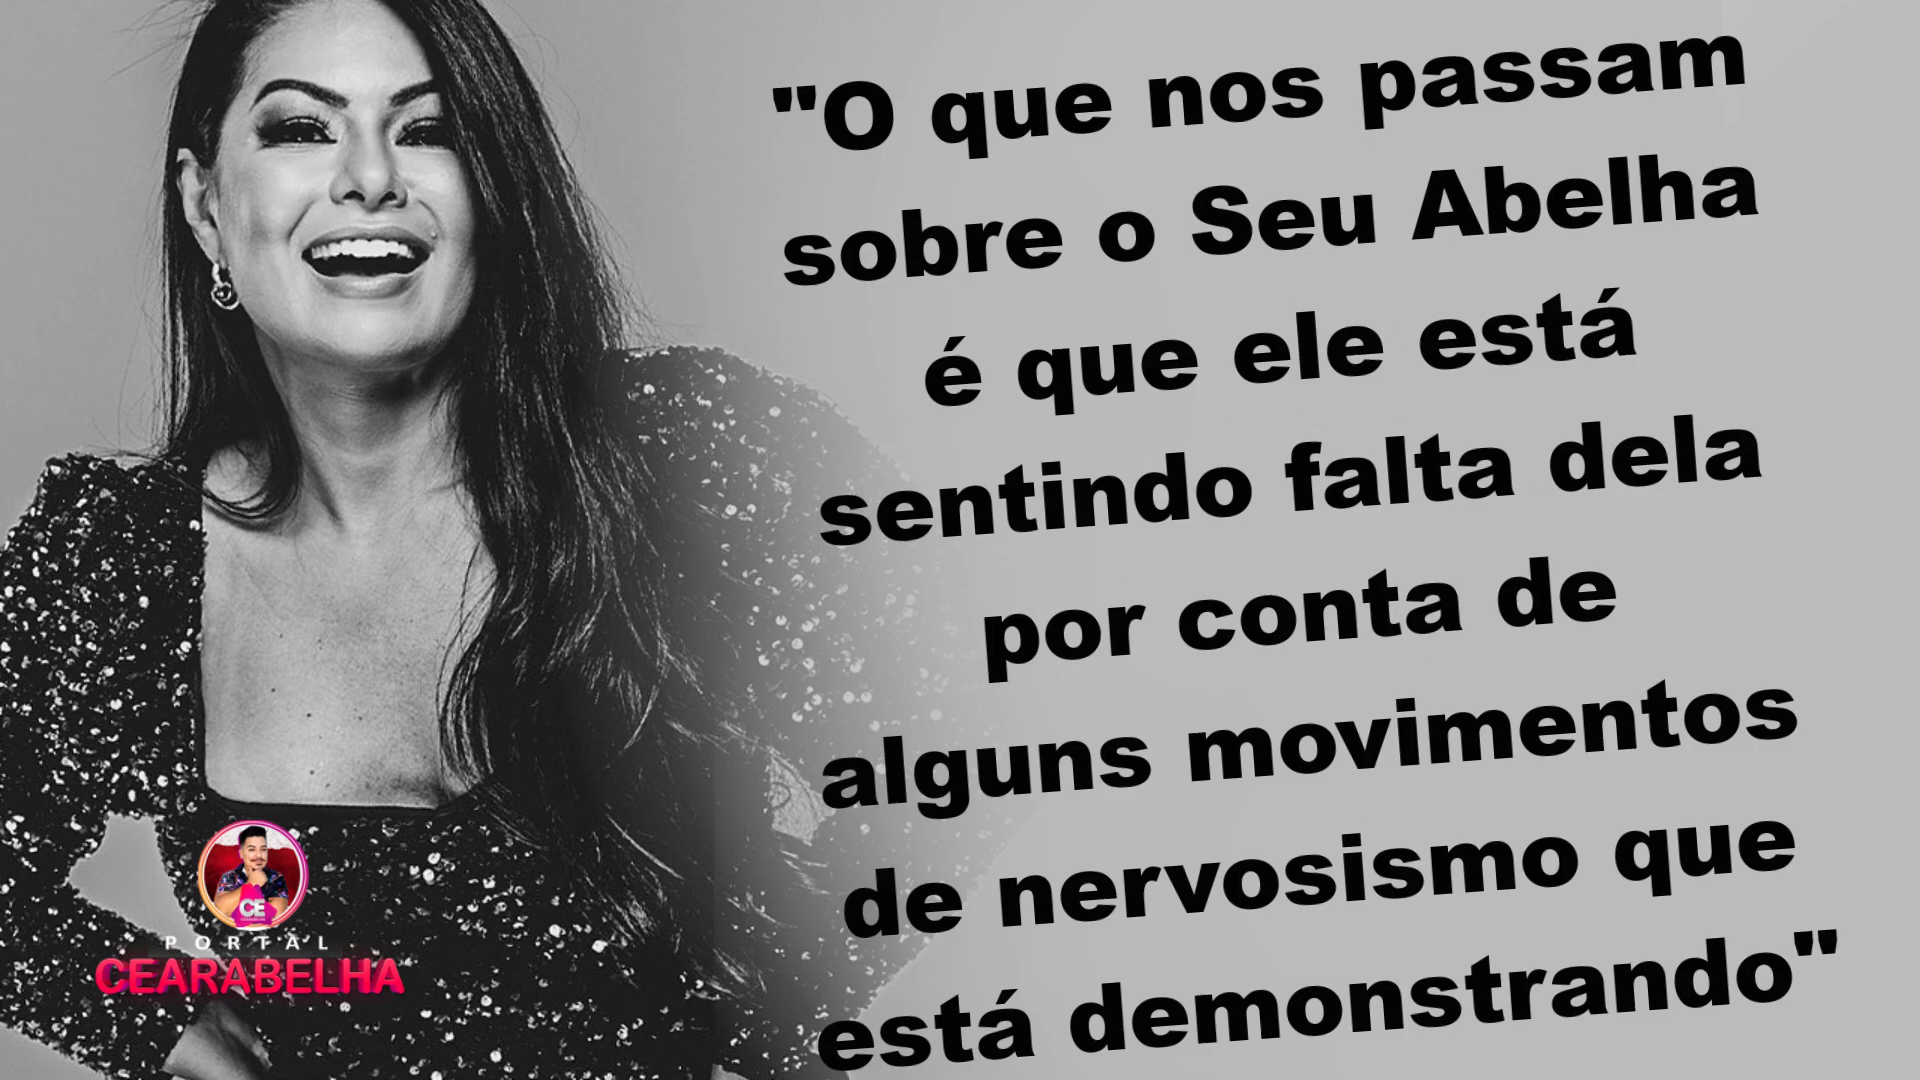 "O que nos passam
sobre o Seu Abelha
é que ele está
sentindo falta dela
por conta de
alguns movimentos
de nervosismo que
está demonstrando"
CE
PORTAL
CEARABELHA